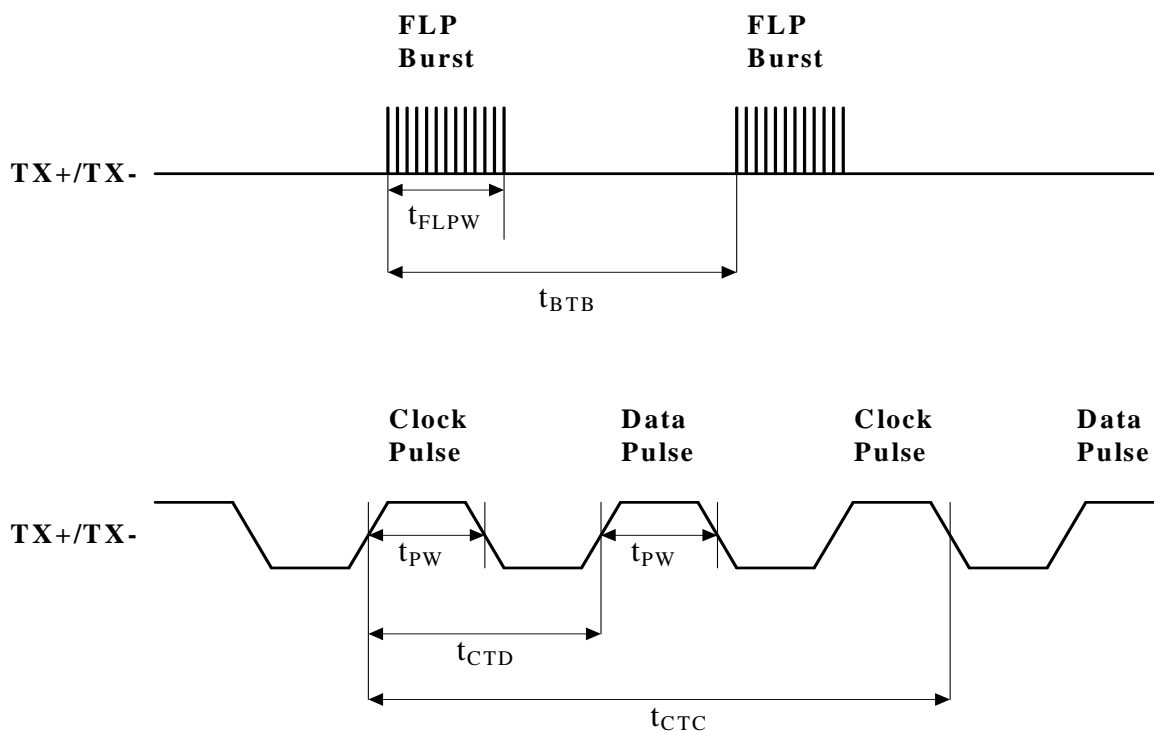 FLP
Burst
FLP
Burst
TX+/TX-
tFLPW
tBTB
Clock
Pulse
Data
Pulse
Clock
Pulse
Data
Pulse
TX+/TX-
tPW
tPW
tCTD
tCTC